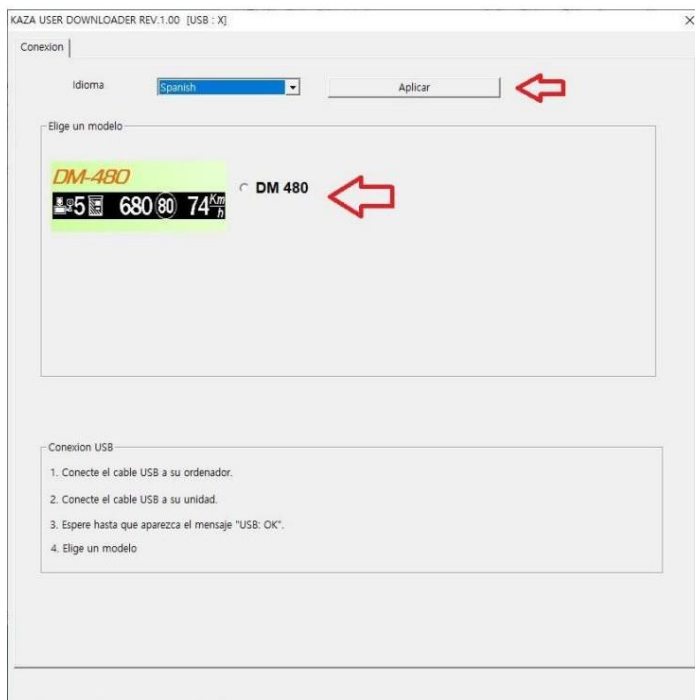 KAZA USER DOWNLOADER REV.1.00 [USB : X]
Conexion
Idioma Spanish Aplicar
Elige un modelo
DM-480
5 680 80 74 Km/h
DM 480
Conexion USB
1. Conecte el cable USB a su ordenador.
2. Conecte el cable USB a su unidad.
3. Espere hasta que aparezca el mensaje "USB: OK".
4. Elige un modelo